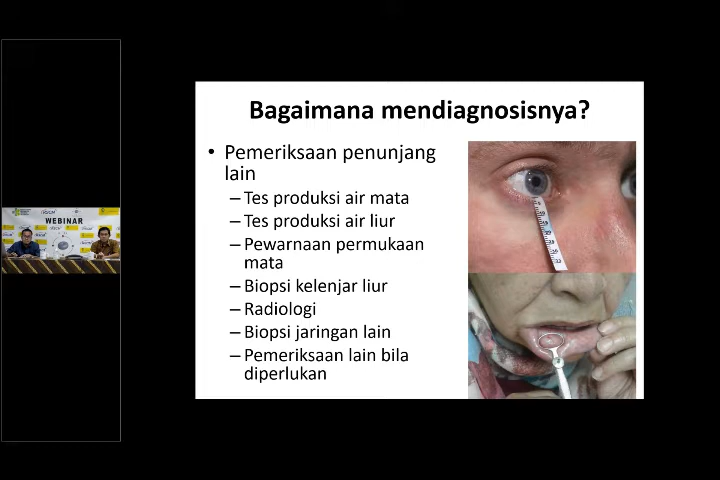 Bagaimana mendiagnosisnya?
• Pemeriksaan penunjang
lain
–Tes produksi air mata
–Tes produksi air liur
–Pewarnaan permukaan
mata
–Biopsi kelenjar liur
–Radiologi
–Biopsi jaringan lain
–Pemeriksaan lain bila
diperlukan
WEBINAR